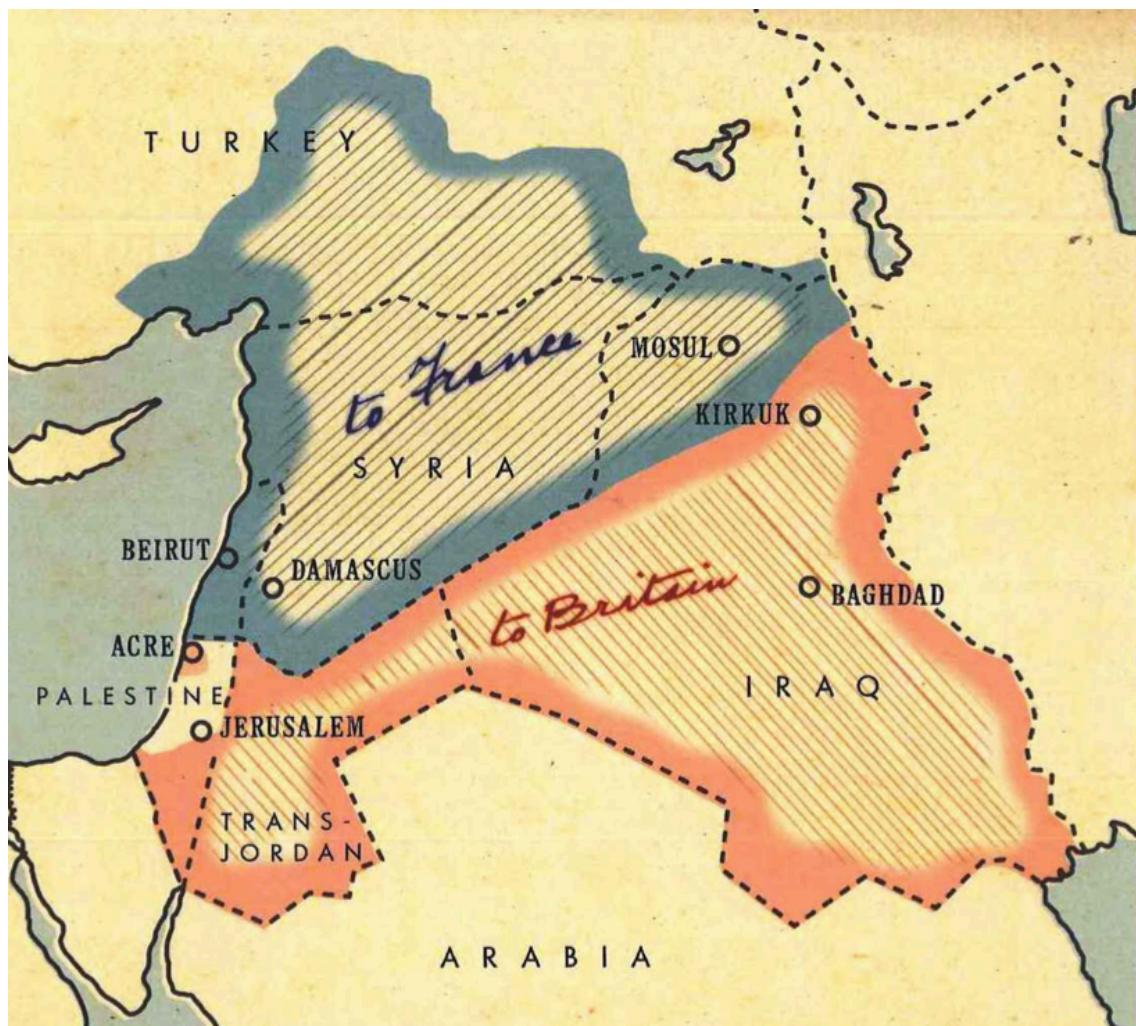 TURKEY
to France
MOSUL
KIRKUK
SYRIA
BEIRUT
DAMASCUS
to Britain
BAGHDAD
ACRE
PALESTINE
IRAQ
JERUSALEM
TRANS-
JORDAN
ARABIA